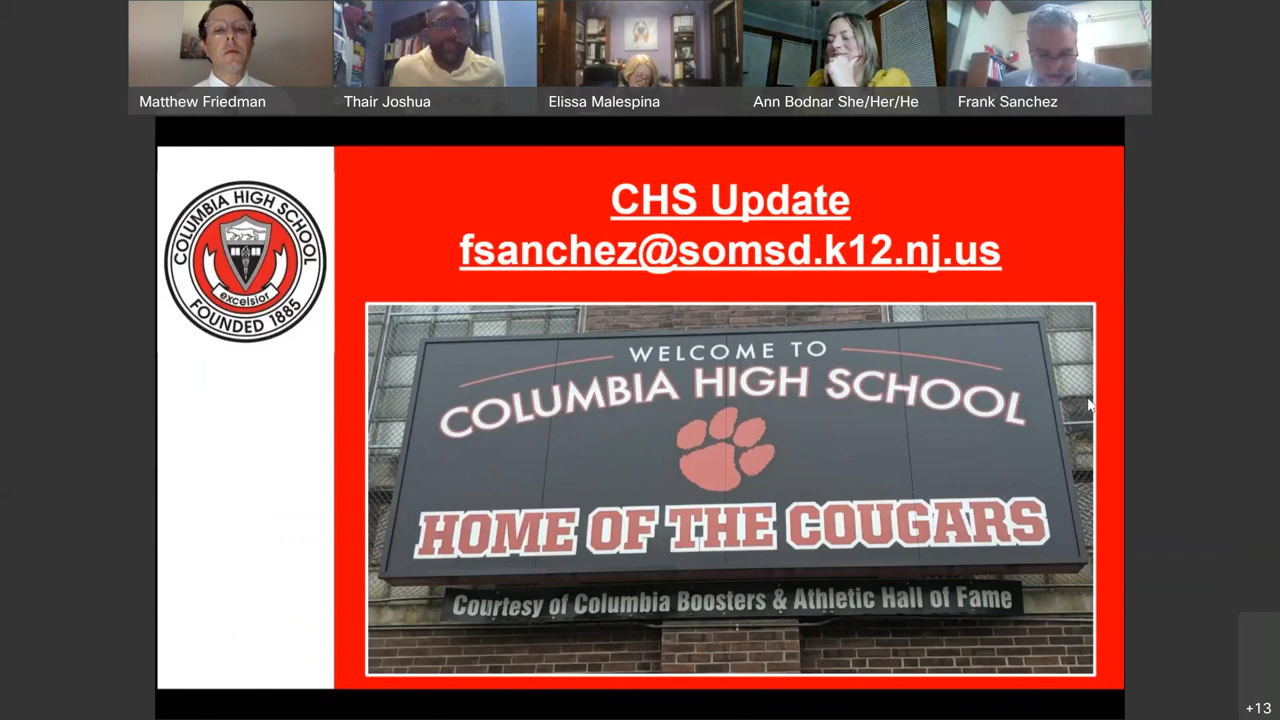 Matthew Friedman
Thair Joshua
Elissa Malespina
Ann Bodnar She/Her/He
Frank Sanchez
COLUMBIA HIGH SCHOOL
excelsior
FOUNDED 1885
CHS Update
fsanchez@somsd.k12.nj.us
WELCOME TO
COLUMBIA HIGH SCHOOL
HOME OF THE COUGARS
Courtesy of Columbia Boosters & Athletic Hall of Fame
+13